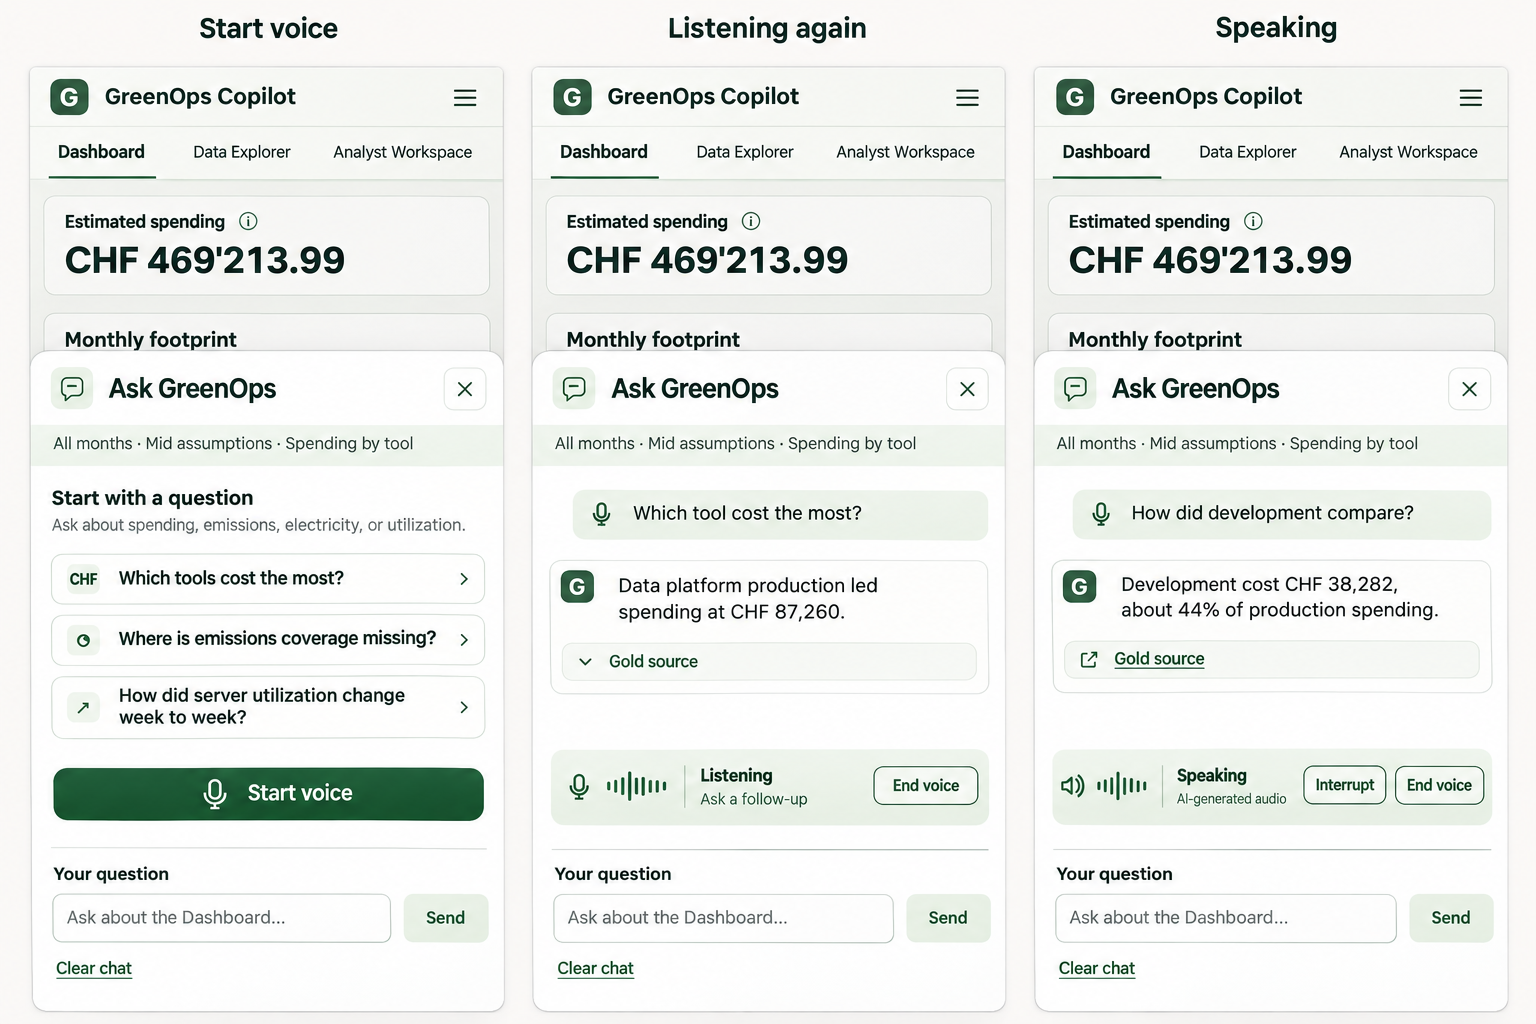 Start voice
G GreenOps Copilot
Dashboard Data Explorer Analyst Workspace
Estimated spending i
CHF 469'213.99
Monthly footprint
Ask GreenOps
All months · Mid assumptions · Spending by tool
Start with a question
Ask about spending, emissions, electricity, or utilization.
CHF Which tools cost the most?
Where is emissions coverage missing?
How did server utilization change
week to week?
Start voice
Your question
Ask about the Dashboard... Send
Clear chat
Listening again
G GreenOps Copilot
Dashboard Data Explorer Analyst Workspace
Estimated spending i
CHF 469'213.99
Monthly footprint
Ask GreenOps
All months · Mid assumptions · Spending by tool
Which tool cost the most?
G Data platform production led
spending at CHF 87,260.
Gold source
Listening
Ask a follow-up
End voice
Your question
Ask about the Dashboard... Send
Clear chat
Speaking
G GreenOps Copilot
Dashboard Data Explorer Analyst Workspace
Estimated spending i
CHF 469'213.99
Monthly footprint
Ask GreenOps
All months · Mid assumptions · Spending by tool
How did development compare?
G Development cost CHF 38,282,
about 44% of production spending.
Gold source
Speaking
AI-generated audio
Interrupt End voice
Your question
Ask about the Dashboard... Send
Clear chat